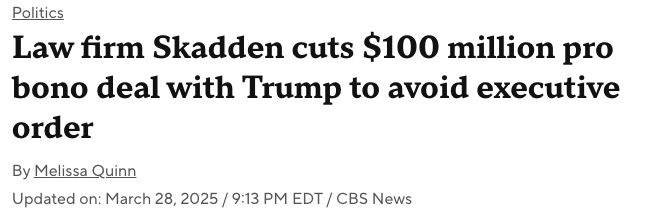 Politics
Law firm Skadden cuts $100 million pro
bono deal with Trump to avoid executive
order
By Melissa Quinn
Updated on: March 28, 2025 / 9:13 PM EDT / CBS News